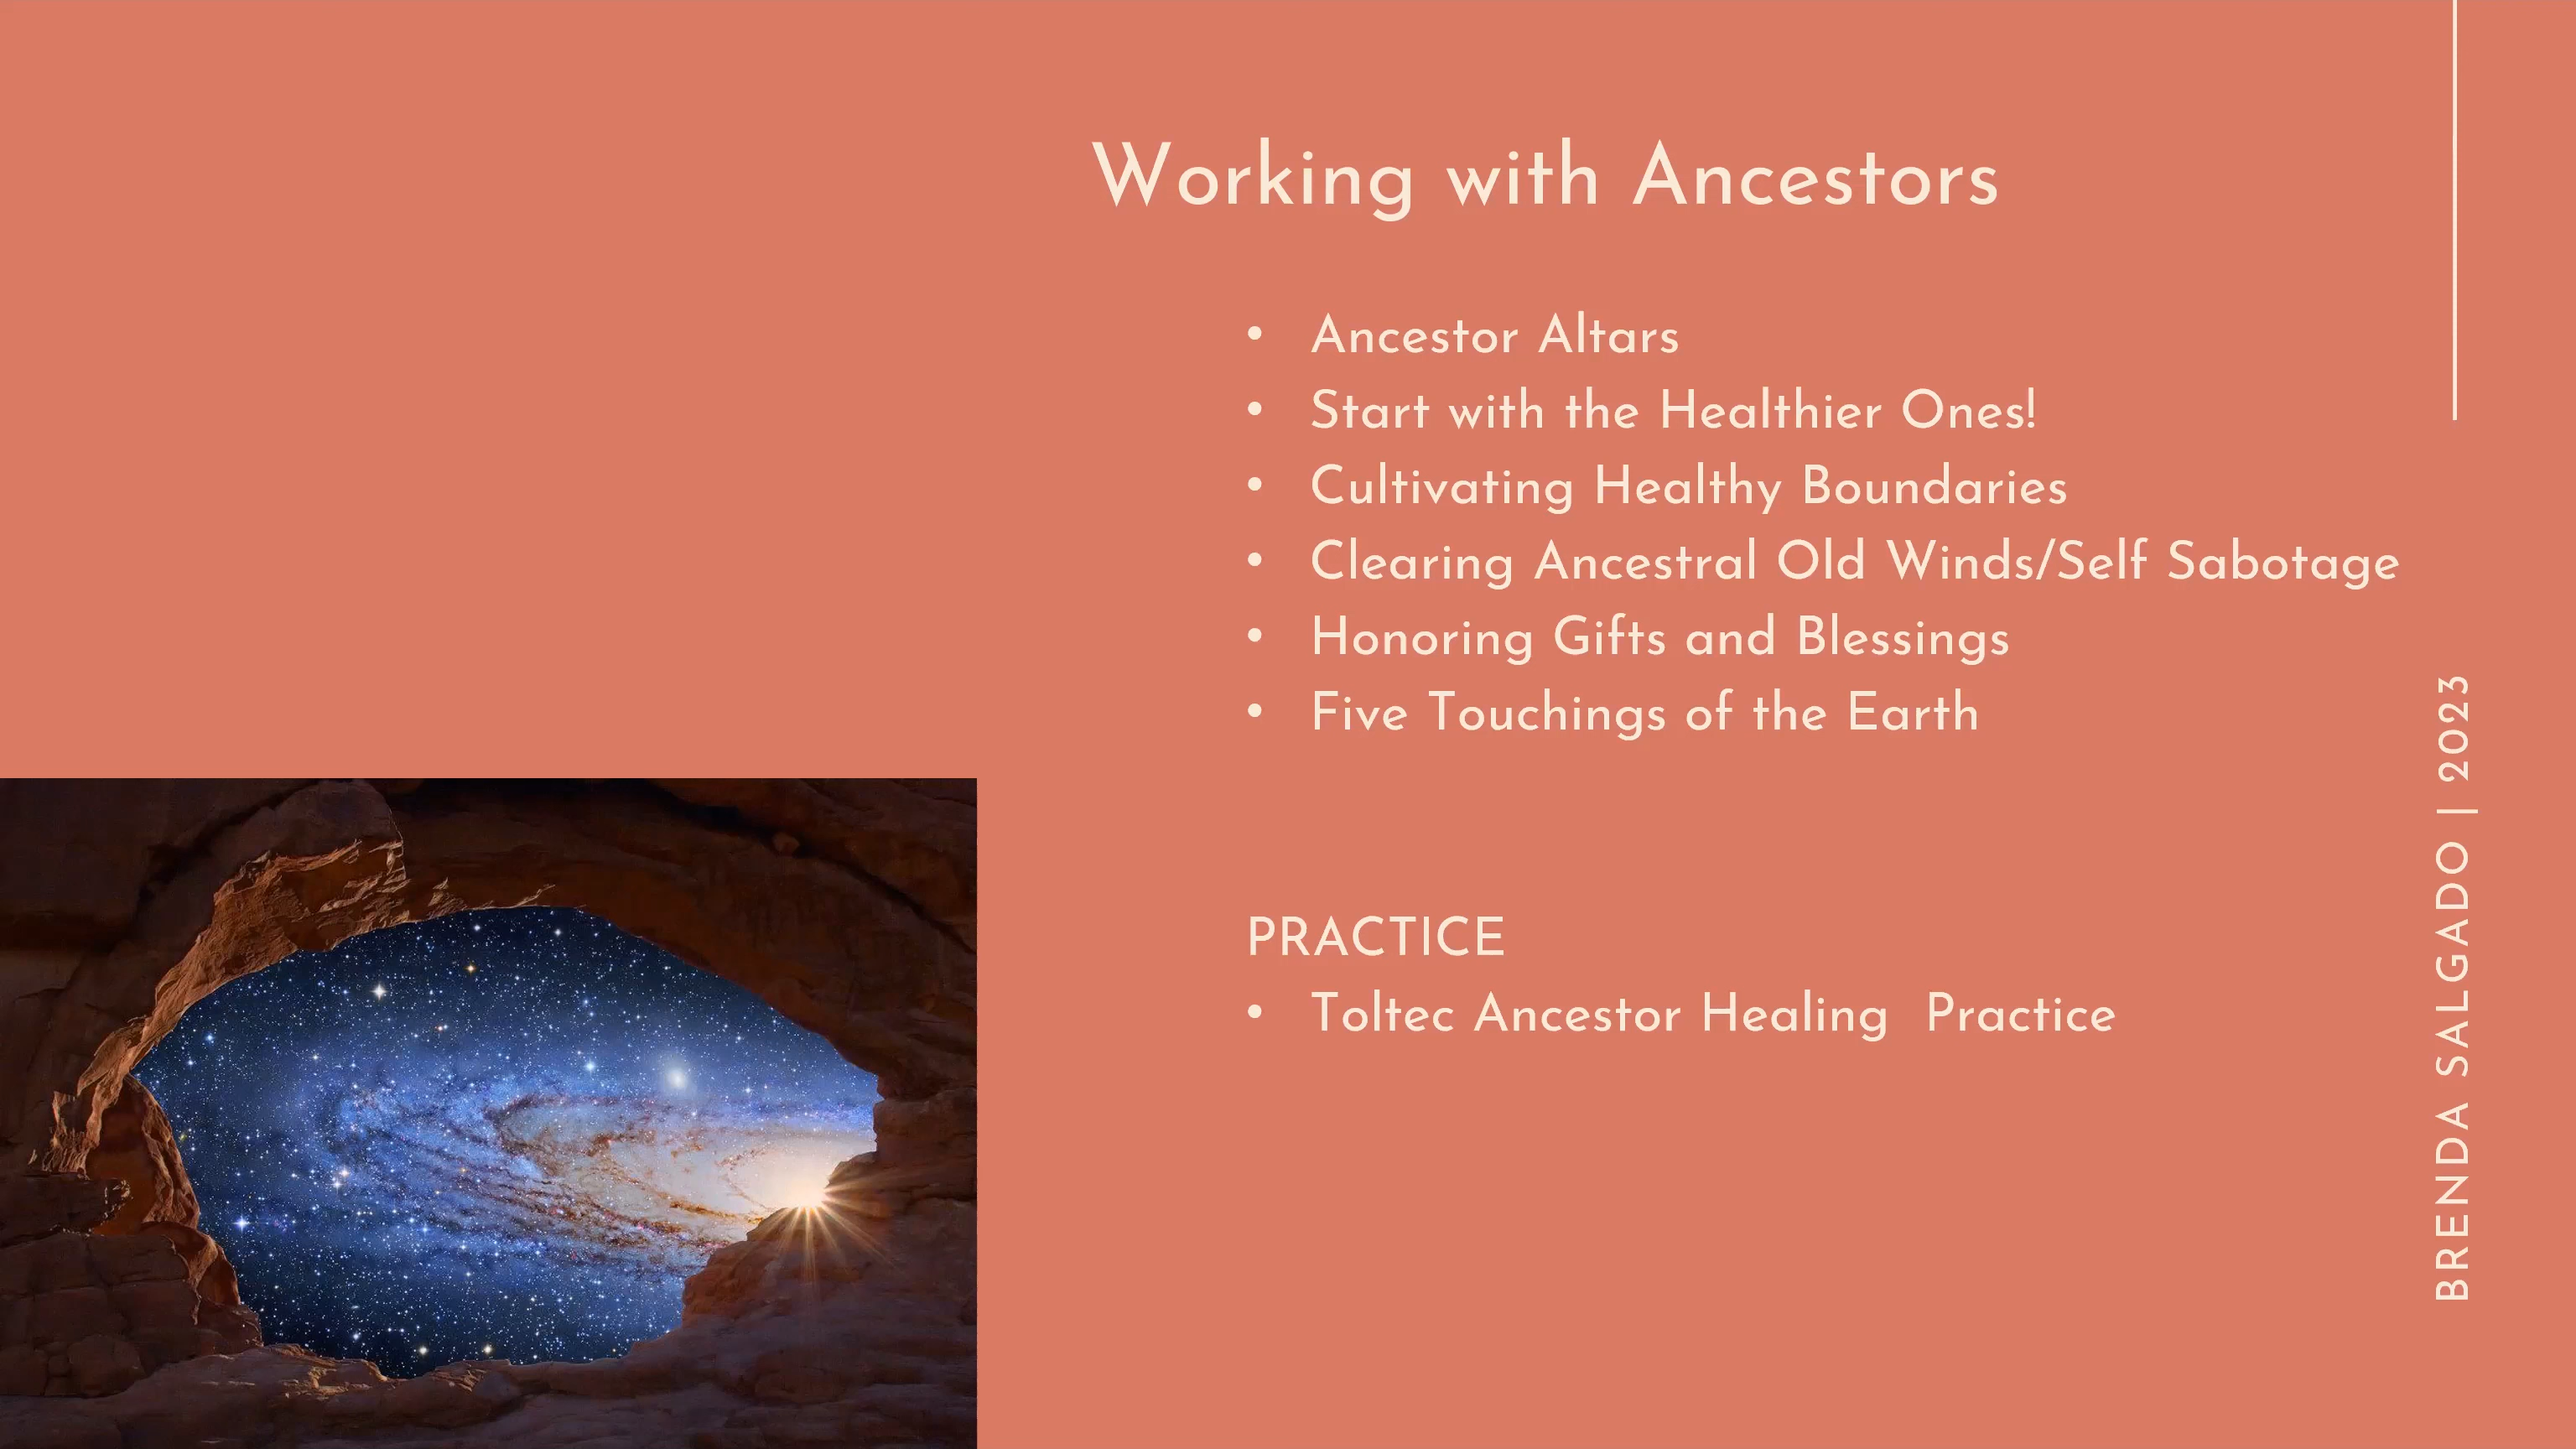 Working with Ancestors
• Ancestor Altars
• Start with the Healthier Ones!
• Cultivating Healthy Boundaries
• Clearing Ancestral Old Winds/Self Sabotage
• Honoring Gifts and Blessings
• Five Touchings of the Earth
PRACTICE
• Toltec Ancestor Healing  Practice
BRENDA SALGADO | 2023